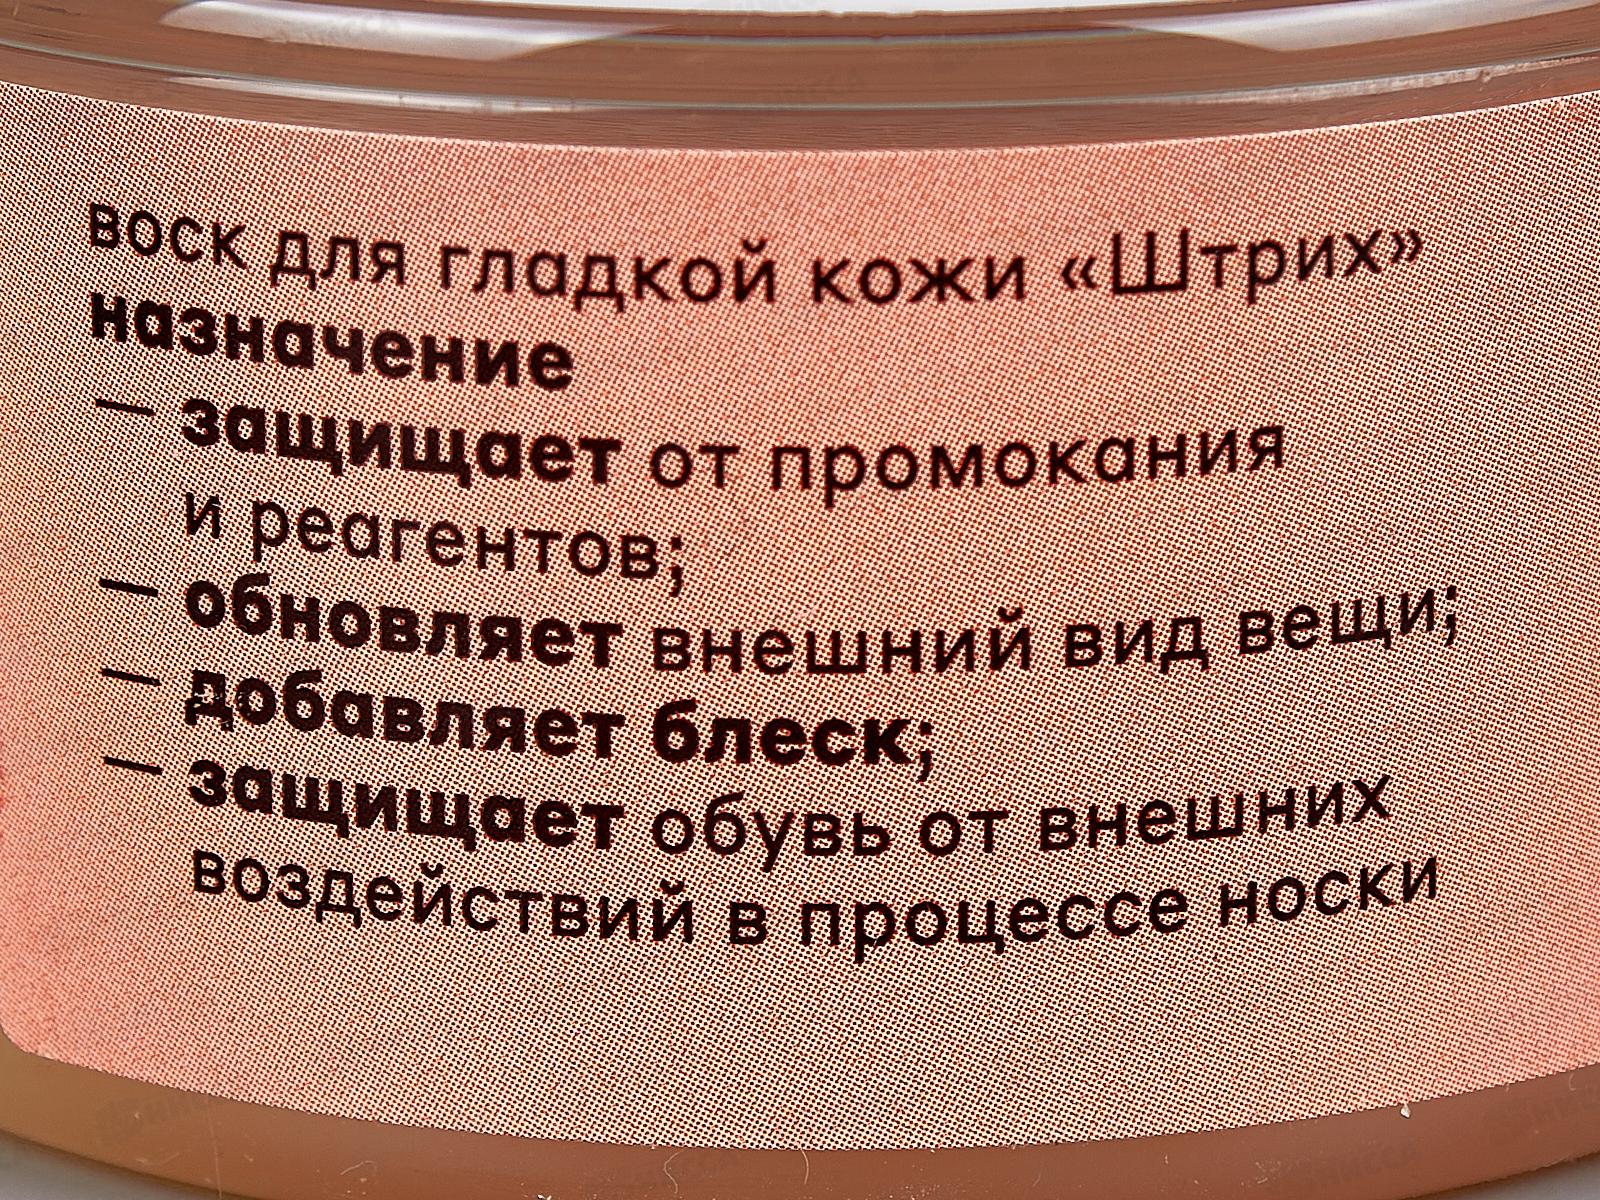 воск для гладкой кожи «Штрих»
назначение
— защищает от промокания
и реагентов;
— обновляет внешний вид вещи;
— добавляет блеск;
— защищает обувь от внешних
воздействий в процессе носки